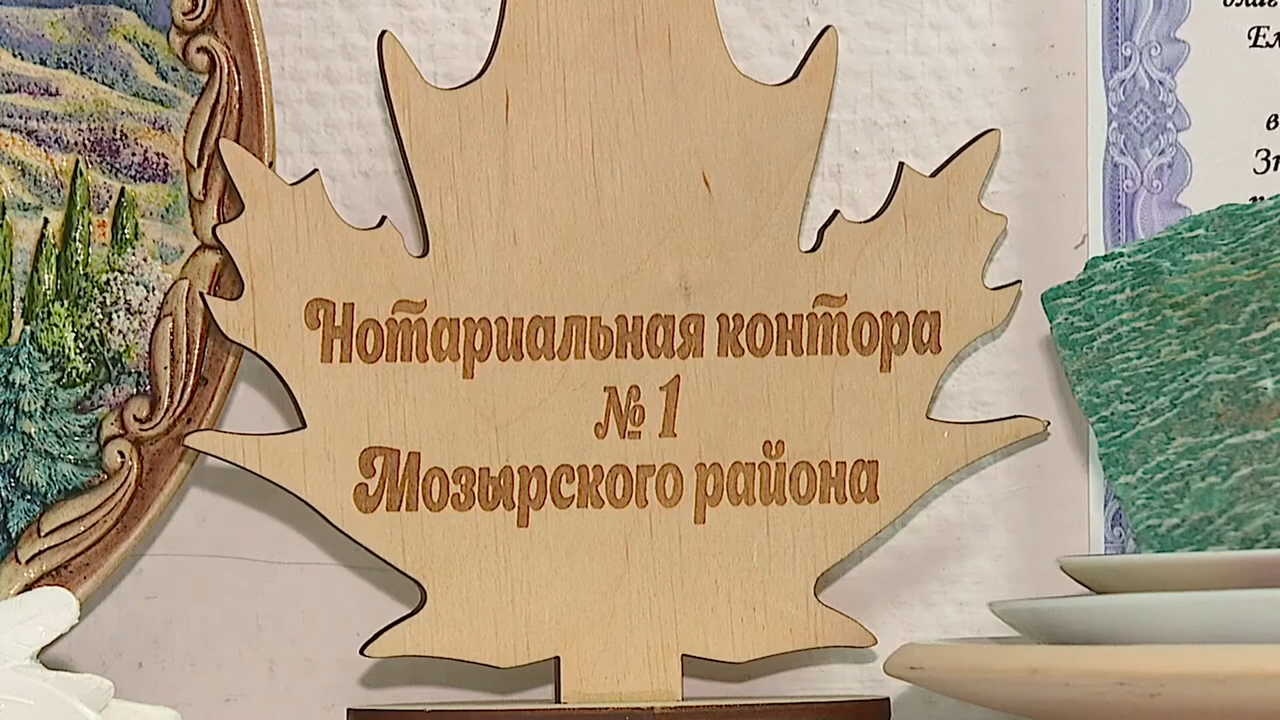 Нотариальная контора
№ 1
Мозырского района
в